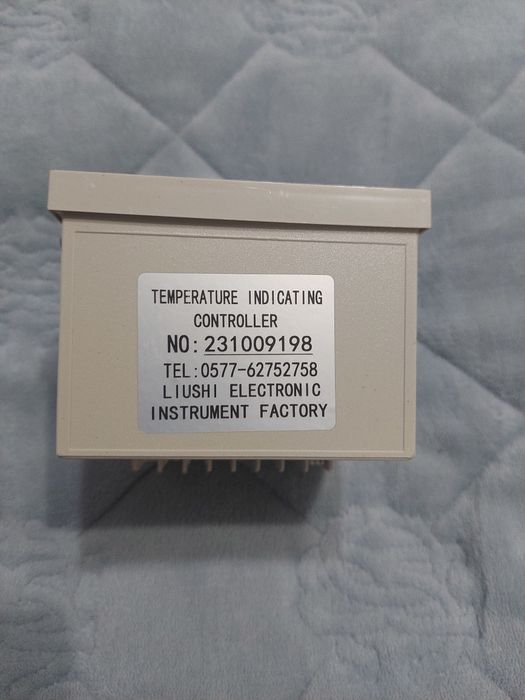 TEMPERATURE INDICATING
CONTROLLER
NO: 231009198
TEL:0577-62752758
LIUSHI ELECTRONIC
INSTRUMENT FACTORY